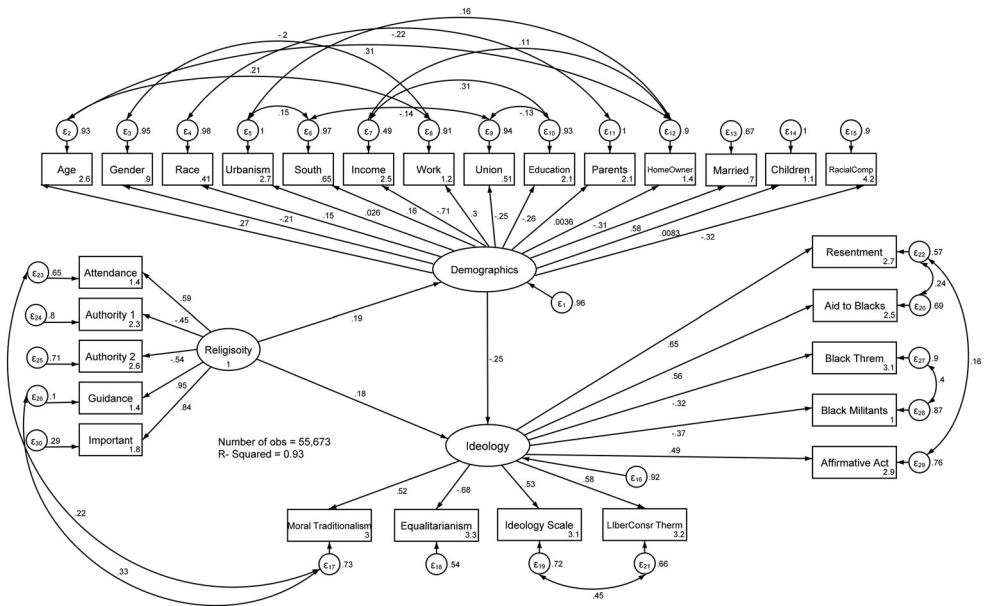 .16
-.2
-.22
.11
.31
.21
.31
.15
-.14
-.13
ε2 .93
ε3 .95
ε4 .98
ε5 1
ε6 .97
ε7 .49
ε8 .91
ε9 .94
ε10 .93
ε11 1
ε12 .9
ε13 .67
ε14 1
ε15 .9
Age 2.6
Gender .9
Race .41
Urbanism 2.7
South .65
Income 2.5
Work 1.2
Union .51
Education 2.1
Parents 2.1
HomeOwner 1.4
Married .7
Children 1.1
RacialComp 4.2
.27
-.21
.15
.026
.16
-.71
.3
-.25
-.26
.0036
-.31
.58
.0083
-.32
Demographics
ε1 .96
ε23 .65
Attendance 1.4
ε24 .8
Authority 1 2.3
ε25 .71
Authority 2 2.6
ε26 .1
Guidance 1.4
ε30 .29
Important 1.8
.59
-.45
-.54
.95
.84
Religisoity
1
.19
.18
-.25
Resentment 2.7
ε22 .57
.24
Aid to Blacks 2.5
ε20 .69
Black Threm 3.1
ε27 .9
.4
Black Militants 1
ε28 .87
Affirmative Act 2.9
ε29 .76
.16
.65
.56
-.32
-.37
.49
Number of obs = 55,673
R- Squared = 0.93
Ideology
ε16 .92
.52
-.68
.53
.58
Moral Traditionalism 3
Equalitarianism 3.3
Ideology Scale 3.1
LIberConsr Therm 3.2
ε17 .73
ε18 .54
ε19 .72
ε21 .66
.45
.22
.33